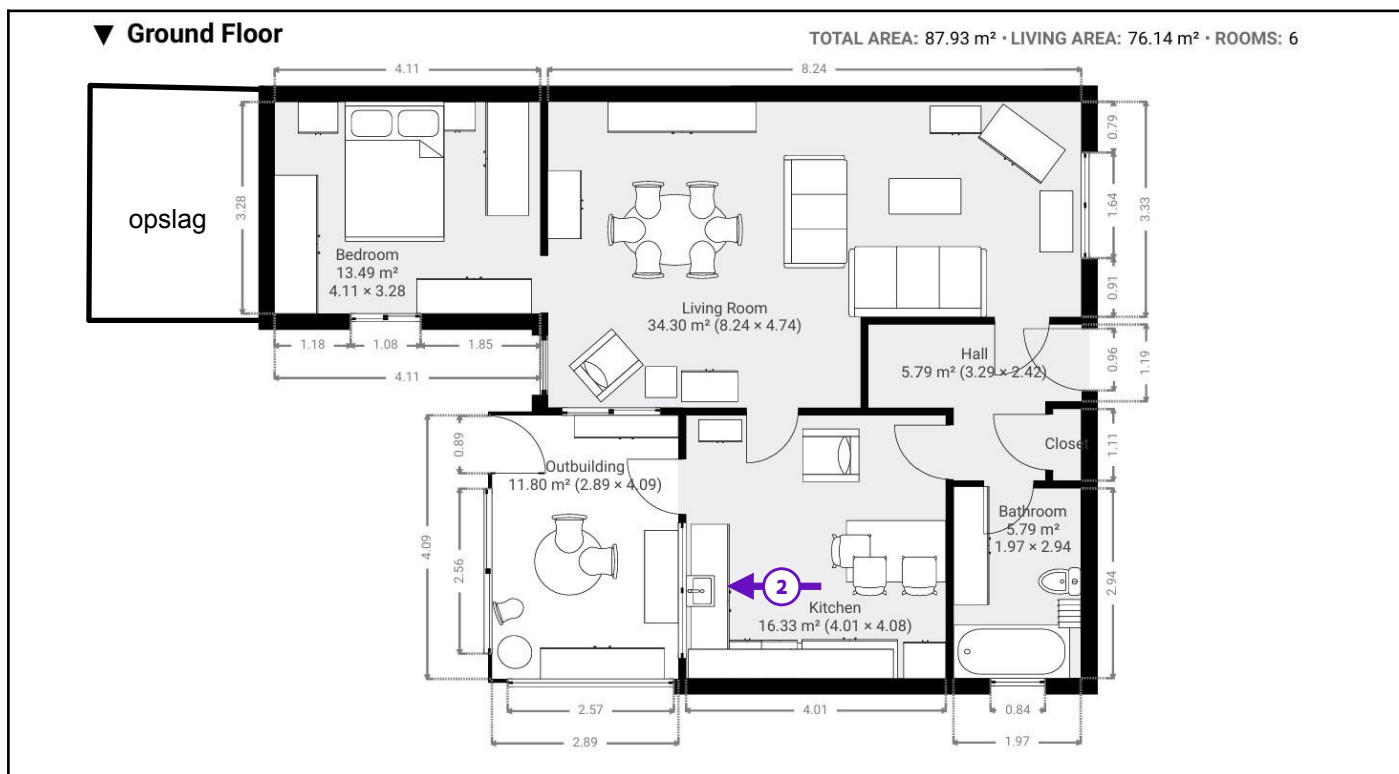 ▼ Ground Floor
TOTAL AREA: 87.93 m² · LIVING AREA: 76.14 m² · ROOMS: 6
4.11
8.24
opslag
3.28
Bedroom
13.49 m²
4.11 × 3.28
Living Room
34.30 m² (8.24 × 4.74)
0.79
1.64
0.91
3.33
1.18
1.08
1.85
4.11
Hall
5.79 m² (3.29 × 2.42)
0.96
1.19
Closet
1.11
0.89
Outbuilding
11.80 m² (2.89 × 4.09)
4.09
2.56
2
Kitchen
16.33 m² (4.01 × 4.08)
Bathroom
5.79 m²
1.97 × 2.94
2.94
2.57
2.89
4.01
0.84
1.97